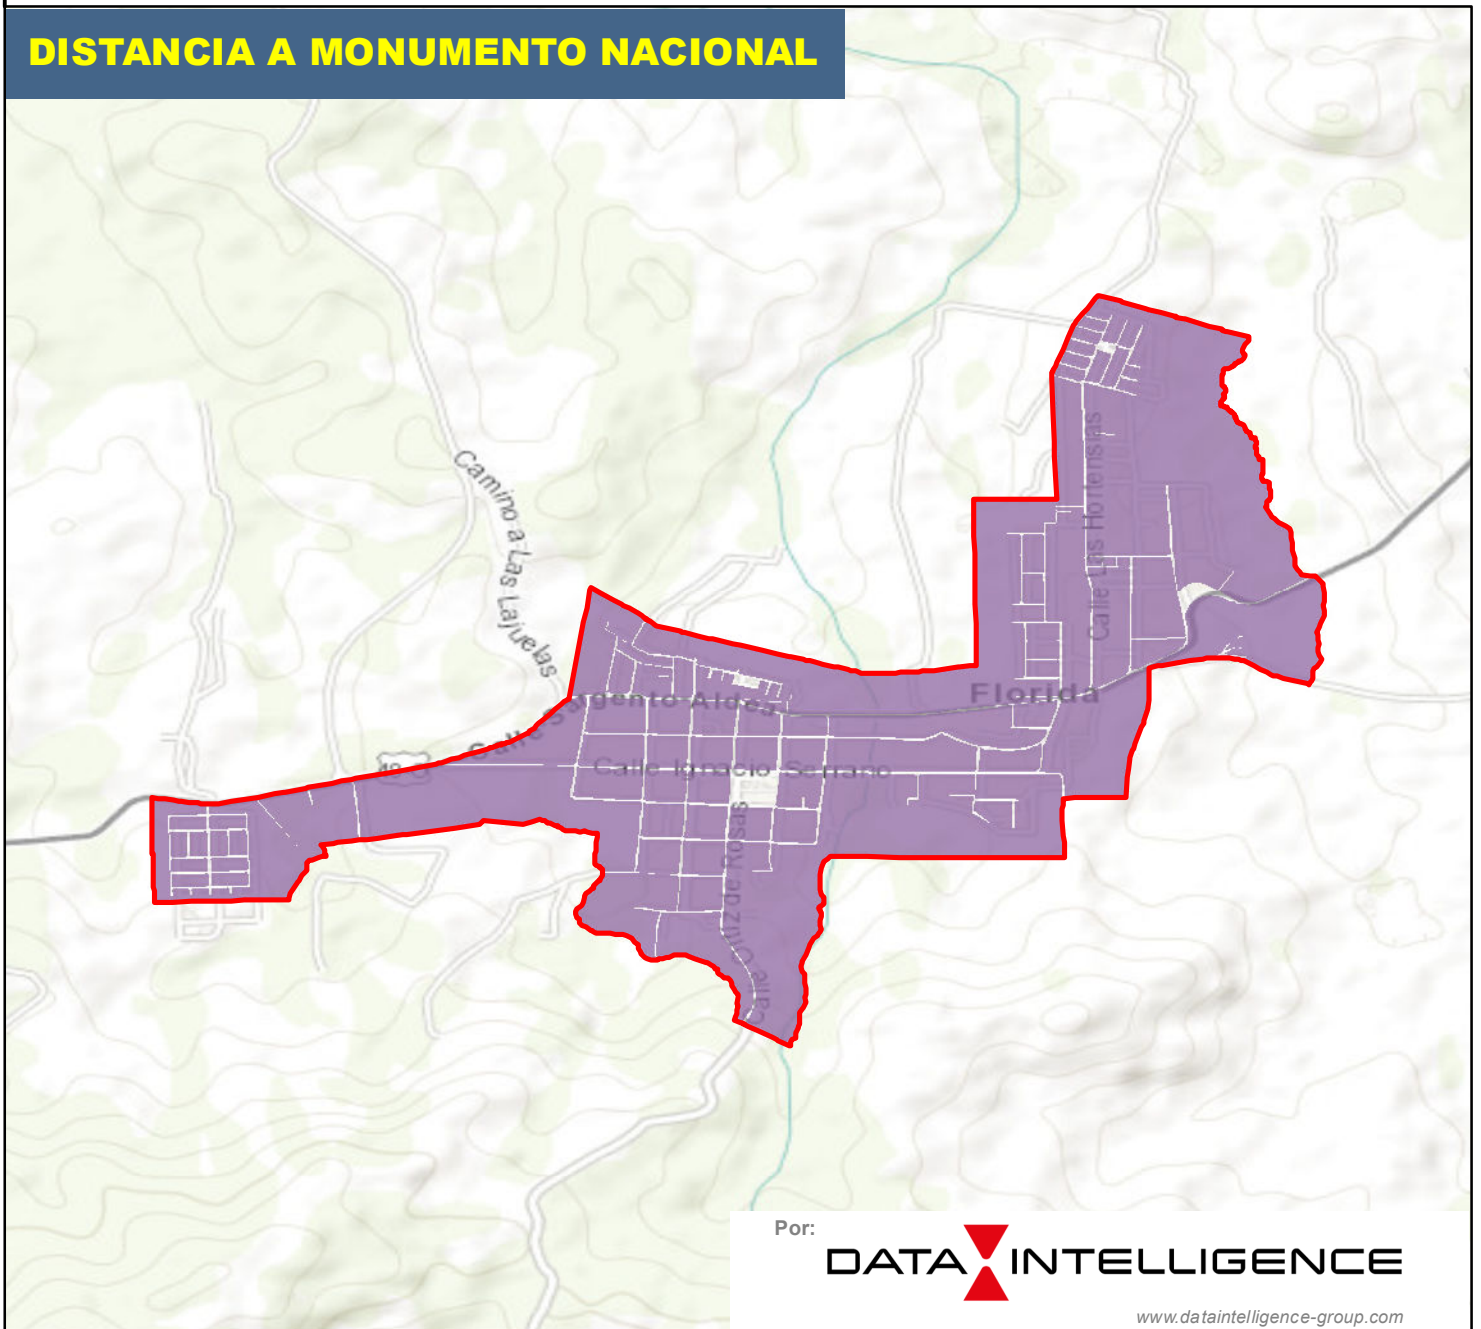 DISTANCIA A MONUMENTO NACIONAL
Camino a Las Lajuelas
Calle Las Hortensias
Calle Sargento Aldea
Florida
Calle Ignacio Serrano
Calle Ortiz de Rosas
Por:
DATA INTELLIGENCE
www.dataintelligence-group.com